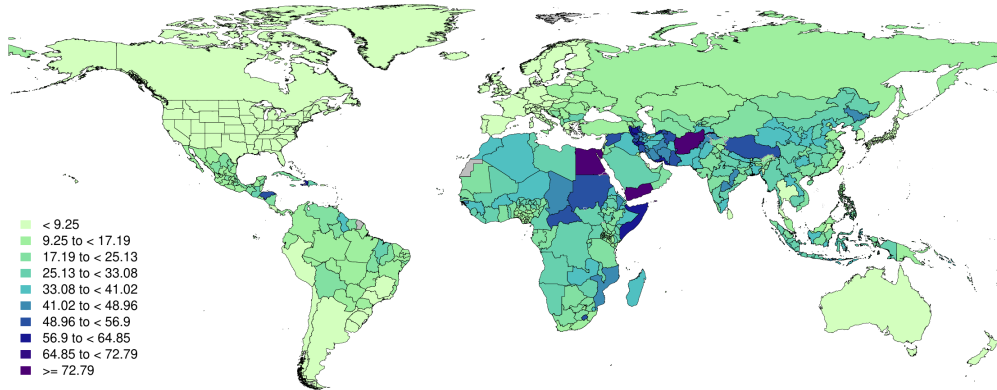 < 9.25
9.25 to < 17.19
17.19 to < 25.13
25.13 to < 33.08
33.08 to < 41.02
41.02 to < 48.96
48.96 to < 56.9
56.9 to < 64.85
64.85 to < 72.79
>= 72.79